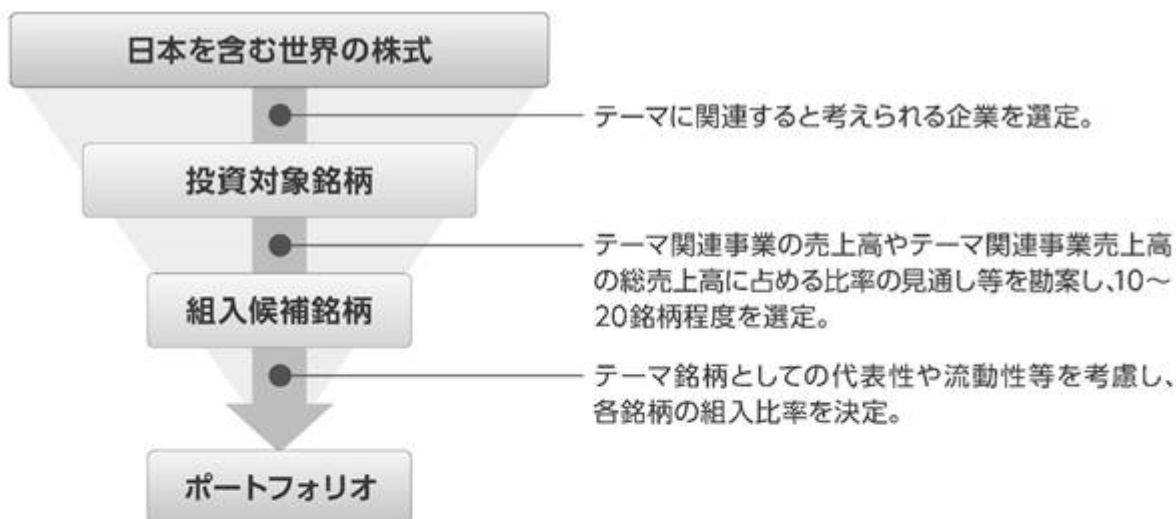 日本を含む世界の株式
テーマに関連すると考えられる企業を選定。
投資対象銘柄
テーマ関連事業の売上高やテーマ関連事業売上高
の総売上高に占める比率の見通し等を勘案し、10～
20銘柄程度を選定。
組入候補銘柄
テーマ銘柄としての代表性や流動性等を考慮し、
各銘柄の組入比率を決定。
ポートフォリオ